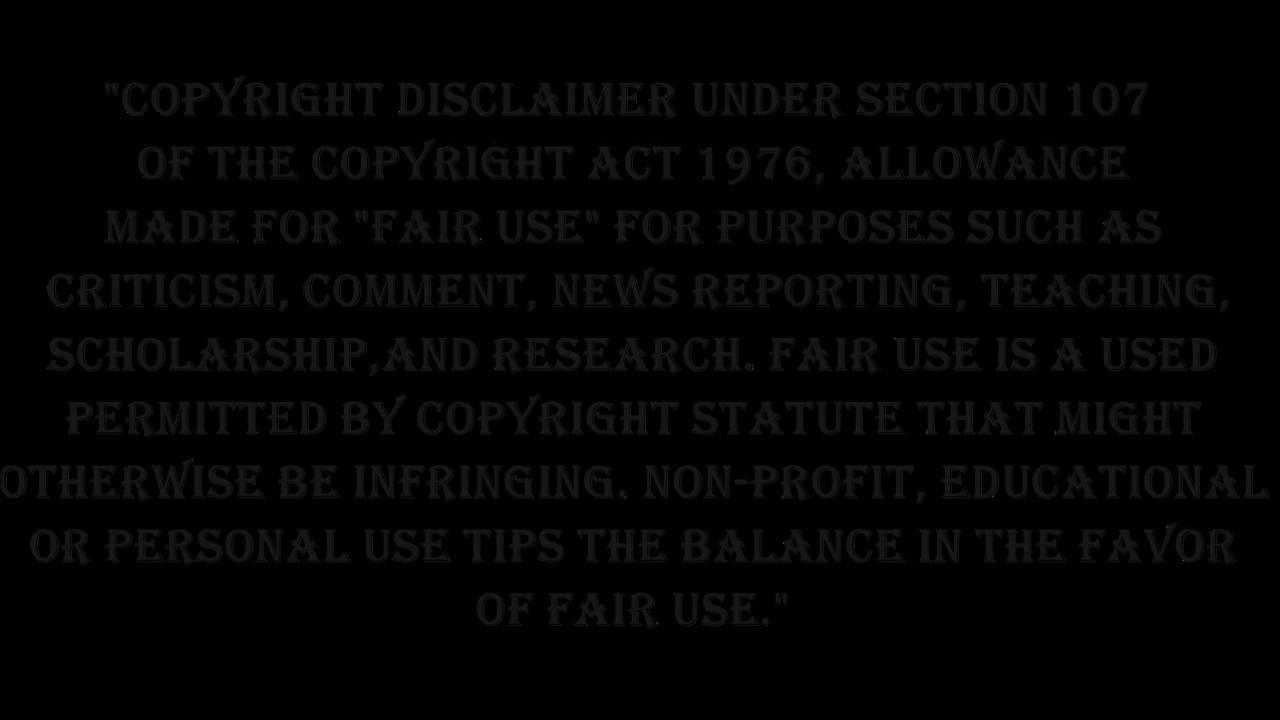 "COPYRIGHT DISCLAIMER UNDER SECTION 107
OF THE COPYRIGHT ACT 1976, ALLOWANCE
MADE FOR "FAIR USE" FOR PURPOSES SUCH AS
CRITICISM, COMMENT, NEWS REPORTING, TEACHING,
SCHOLARSHIP,AND RESEARCH. FAIR USE IS A USED
PERMITTED BY COPYRIGHT STATUTE THAT MIGHT
OTHERWISE BE INFRINGING. NON-PROFIT, EDUCATIONAL
OR PERSONAL USE TIPS THE BALANCE IN THE FAVOR
OF FAIR USE."